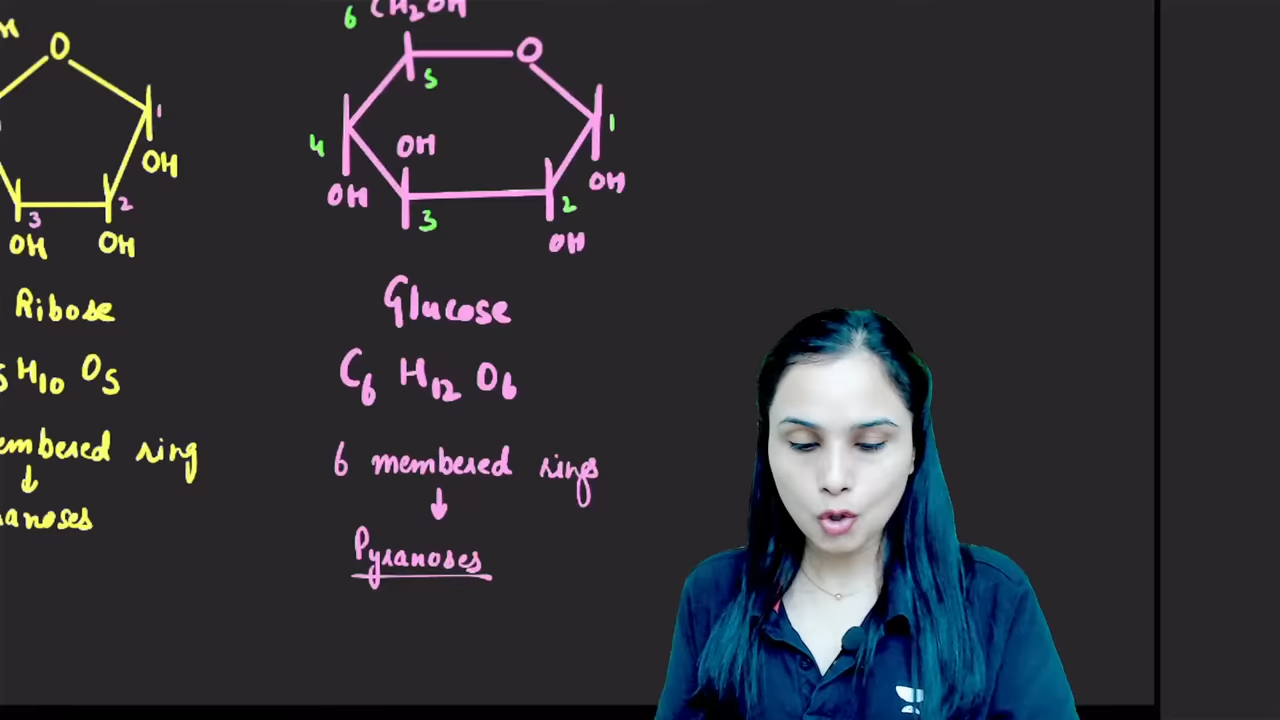 H
6 CH₂OH
O
O
5
1
1
4
OH
OH
OH
OH
2
3
2
3
OH
OH
OH
Ribose
Glucose
5 H₁₀ O₅
C₆ H₁₂ O₆
embered ring
6 membered rings
↓
↓
anoses
Pyranoses